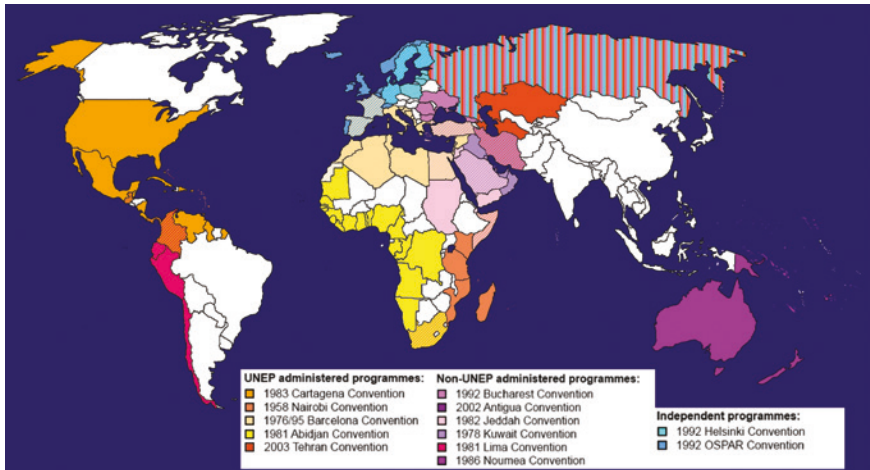 UNEP administered programmes:
1983 Cartagena Convention
1958 Nairobi Convention
1976/95 Barcelona Convention
1981 Abidjan Convention
2003 Tehran Convention
Non-UNEP administered programmes:
1992 Bucharest Convention
2002 Antigua Convention
1982 Jeddah Convention
1978 Kuwait Convention
1981 Lima Convention
1986 Noumea Convention
Independent programmes:
1992 Helsinki Convention
1992 OSPAR Convention